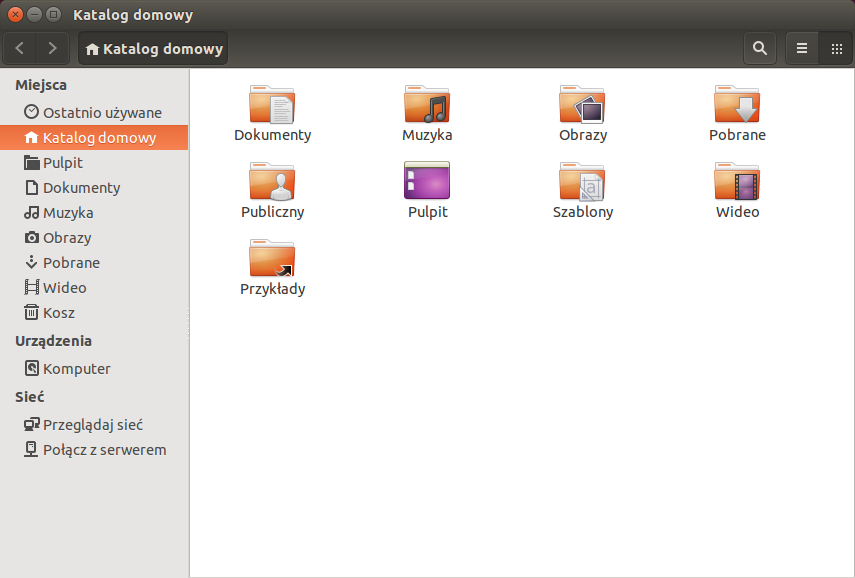 Katalog domowy
Katalog domowy
Miejsca
Ostatnio używane
Katalog domowy
Pulpit
Dokumenty
Muzyka
Obrazy
Pobrane
Wideo
Kosz
Urządzenia
Komputer
Sieć
Przeglądaj sieć
Połącz z serwerem
Dokumenty Muzyka Obrazy Pobrane
Publiczny Pulpit Szablony Wideo
Przykłady